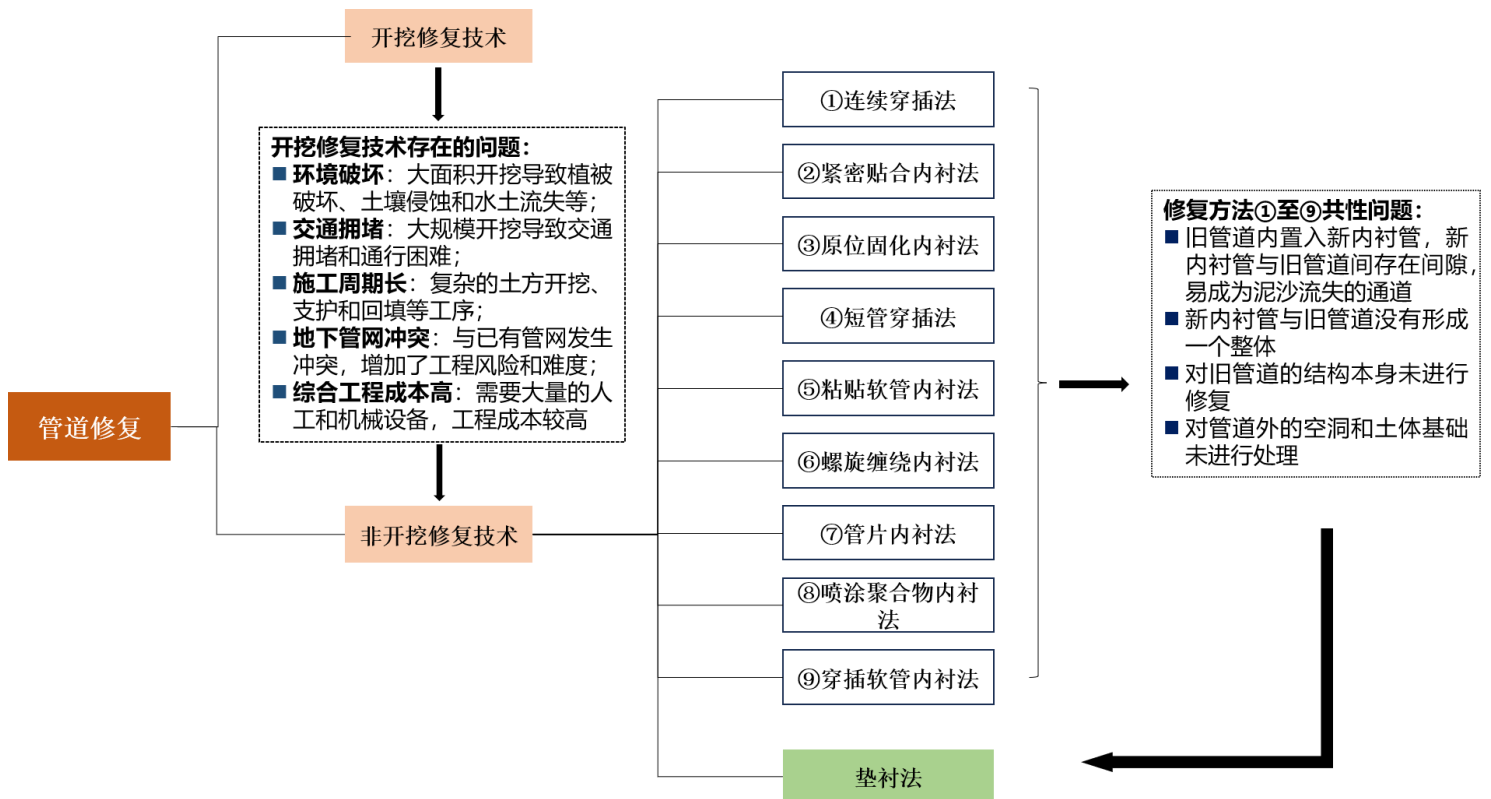 管道修复
开挖修复技术
开挖修复技术存在的问题：
环境破坏：大面积开挖导致植被
破坏、土壤侵蚀和水土流失等；
交通拥堵：大规模开挖导致交通
拥堵和通行困难；
施工周期长：复杂的土方开挖、
支护和回填等工序；
地下管网冲突：与已有管网发生
冲突，增加了工程风险和难度；
综合工程成本高：需要大量的人
工和机械设备，工程成本较高
非开挖修复技术
①连续穿插法
②紧密贴合内衬法
③原位固化内衬法
④短管穿插法
⑤粘贴软管内衬法
⑥螺旋缠绕内衬法
⑦管片内衬法
⑧喷涂聚合物内衬
法
⑨穿插软管内衬法
垫衬法
修复方法①至⑨共性问题：
旧管道内置入新内衬管，新
内衬管与旧管道间存在间隙，
易成为泥沙流失的通道
新内衬管与旧管道没有形成
一个整体
对旧管道的结构本身未进行
修复
对管道外的空洞和土体基础
未进行处理